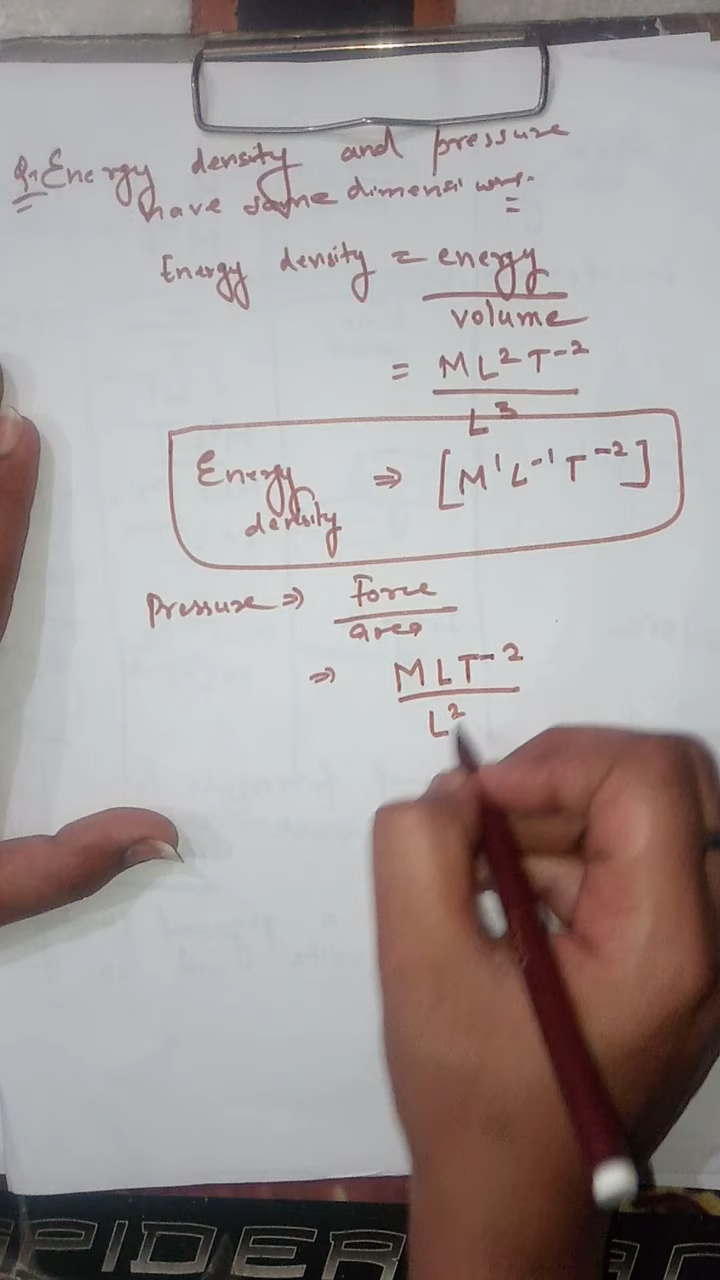 Q. Energy density and pressure
have same dimensions.
Energy density = energy
volume
= ML²T⁻²
L³
Energy ⇒ [M¹L⁻¹T⁻²]
density
Pressure ⇒ Force
area
⇒ MLT⁻²
L²
SPIDER